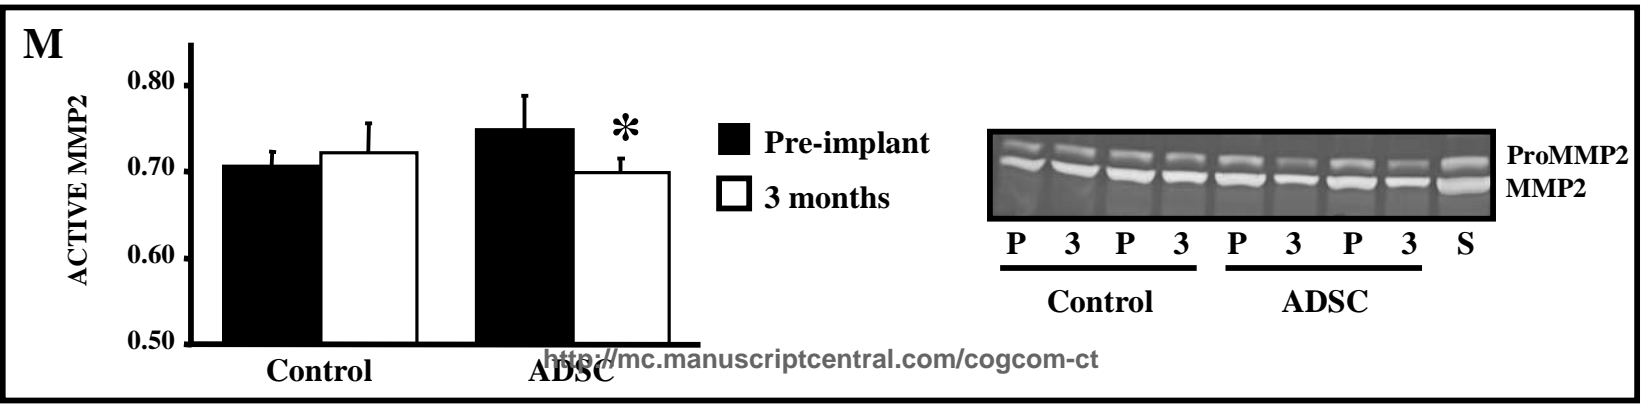 M
ACTIVE MMP2
0.80
0.70
0.60
0.50
Control
ADSC
*
Pre-implant
3 months
ProMMP2
MMP2
P 3 P 3 P 3 P 3 S
Control ADSC
http://mc.manuscriptcentral.com/cogcom-ct